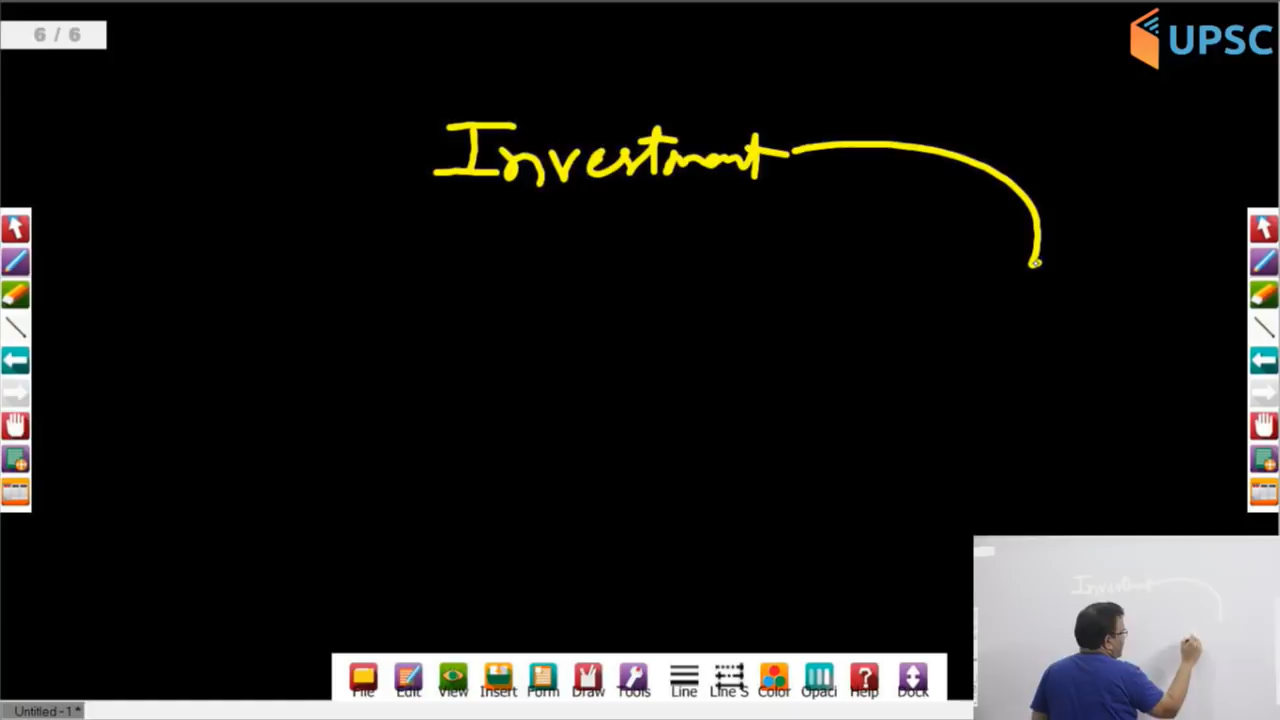 6 / 6
UPSC
Investment
Investment
File Edit View Insert Form Draw Tools Line Line S Color Opaci Help Dock
Untitled - 1 *